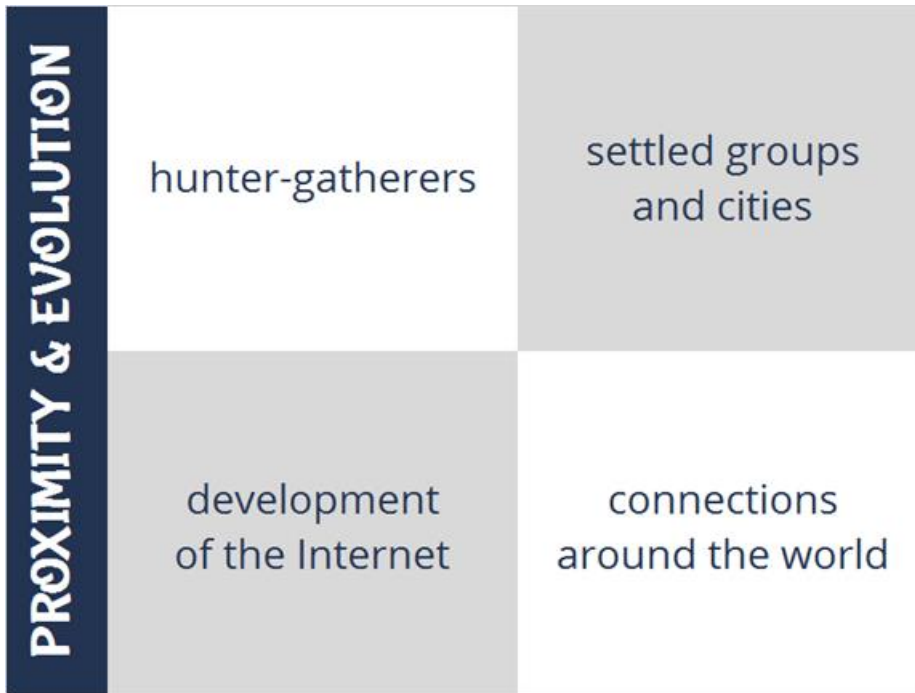 PROXIMITY & EVOLUTION
hunter-gatherers
settled groups
and cities
development
of the Internet
connections
around the world